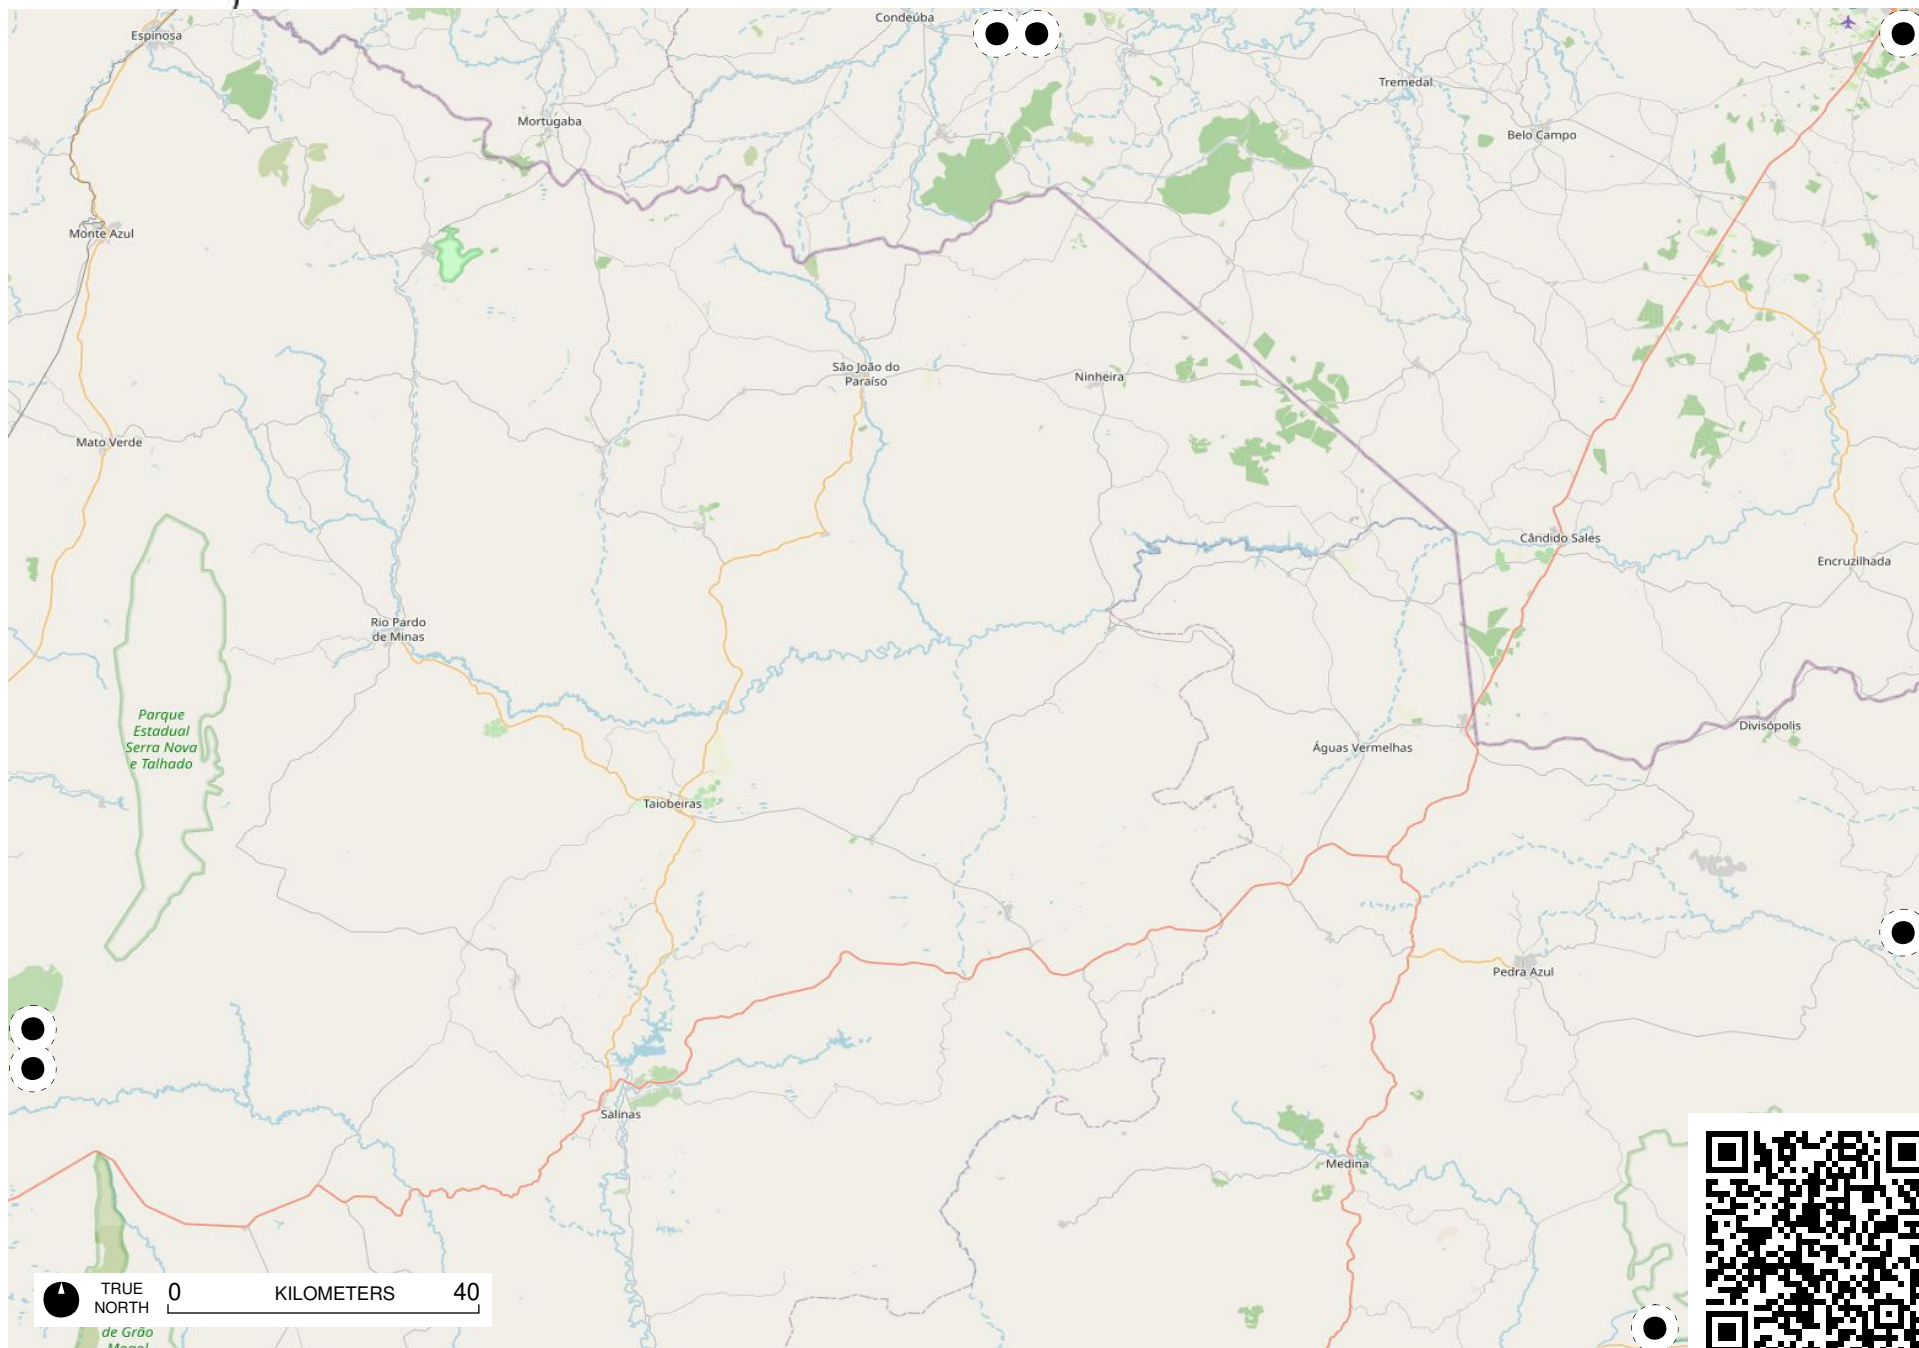 Condeúba
Espinosa
Tremedal
Mortugaba
Belo Campo
Monte Azul
São João do
Paraíso
Ninheira
Mato Verde
Cândido Sales
Encruzilhada
Rio Pardo
de Minas
Parque
Estadual
Serra Nova
e Talhado
Divisópolis
Águas Vermelhas
Taiobeiras
Pedra Azul
Salinas
Medina
TRUE
NORTH
0 KILOMETERS 40
de Grão
Mogol